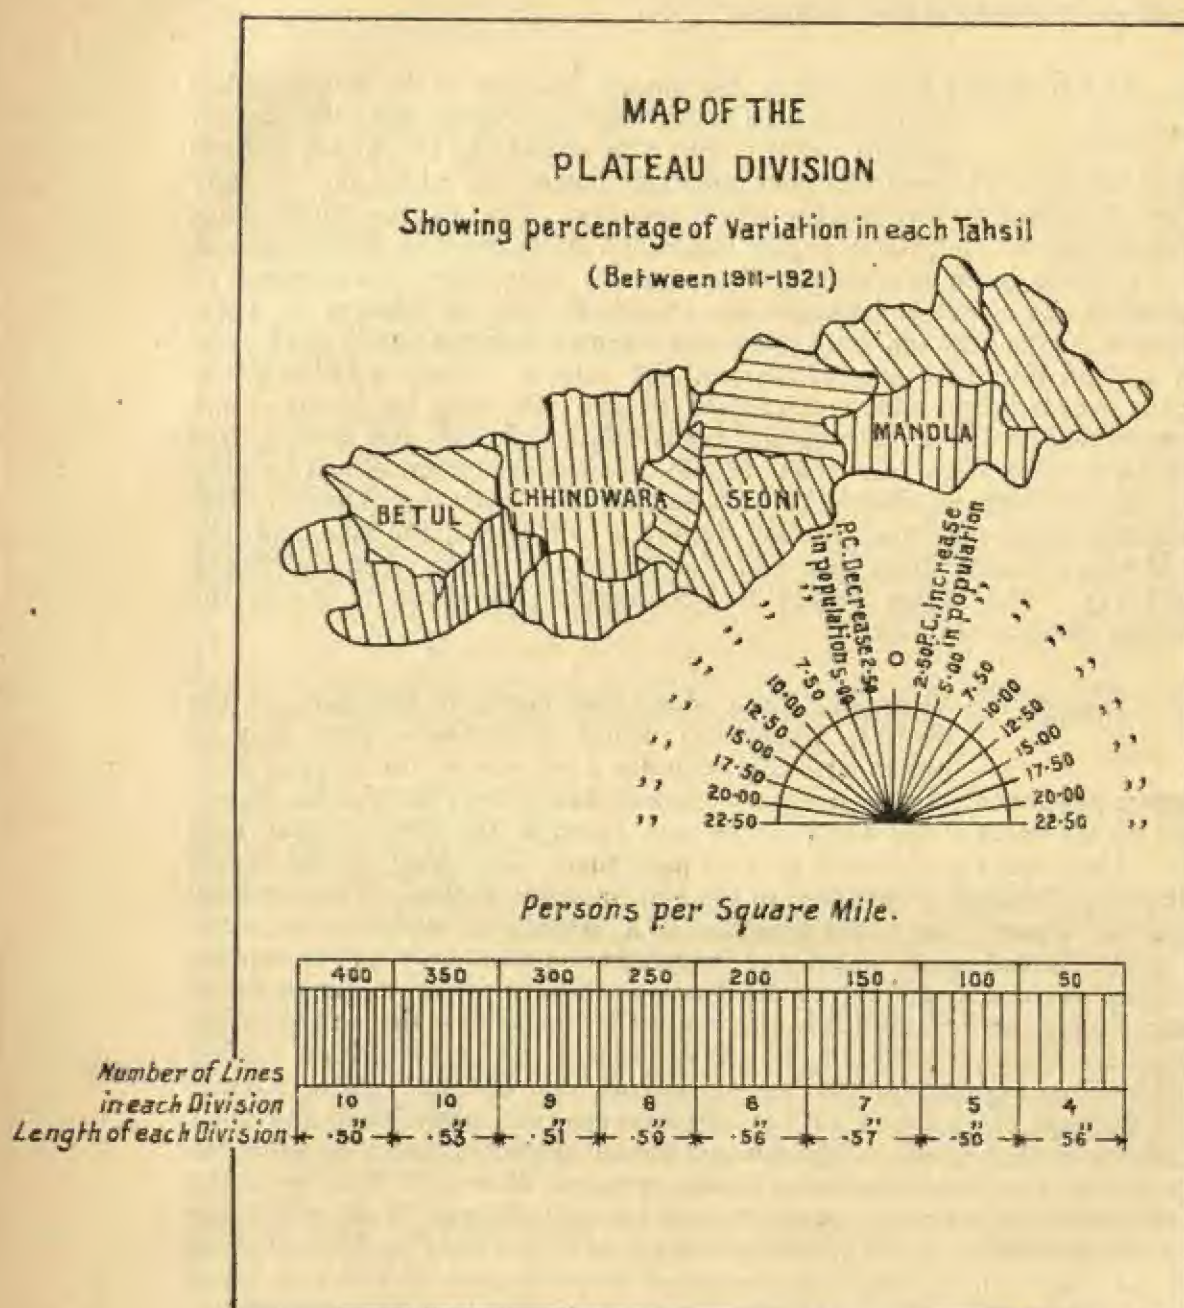 MAP OF THE
PLATEAU DIVISION
Showing percentage of Variation in each Tahsil
(Between 1911-1921)
BETUL
CHHINDWARA
SEONI
MANDLA
P.C. Decrease 2·50
in population 5·00
,, 7·50
,, 10·00
,, 12·50
,, 15·00
,, 17·50
,, 20·00
,, 22·50
0
2·50 P.C. Increase
5·00 in population
7·50 ,,
10·00 ,,
12·50 ,,
15·00 ,,
17·50 ,,
20·00 ,,
22·50 ,,
Persons per Square Mile.
400 350 300 250 200 150 100 50
Number of Lines
in each Division 10 10 9 8 6 7 5 4
Length of each Division ·50" ·53" ·51" ·50" ·56" ·57" ·50" 56"